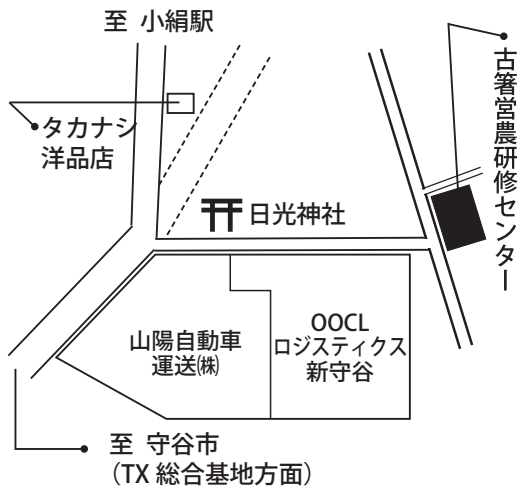 至 小絹駅
タカナシ
洋品店
古箸営農研修センター
日光神社
山陽自動車
運送㈱
OOCL
ロジスティクス
新守谷
至 守谷市
（TX 総合基地方面）